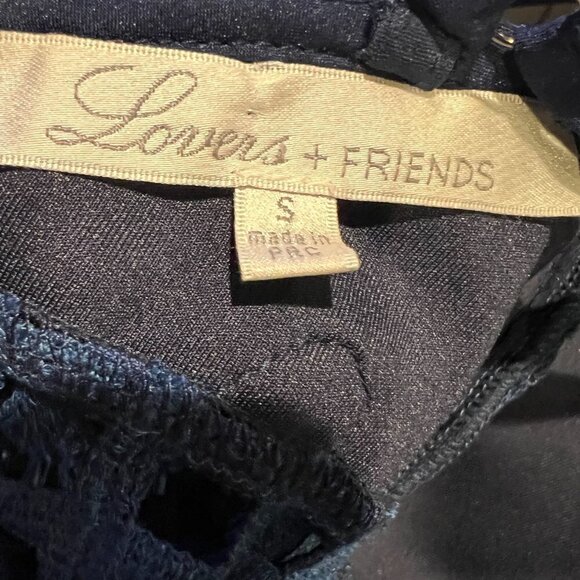 Lovers + FRIENDS
S
made in
PRC